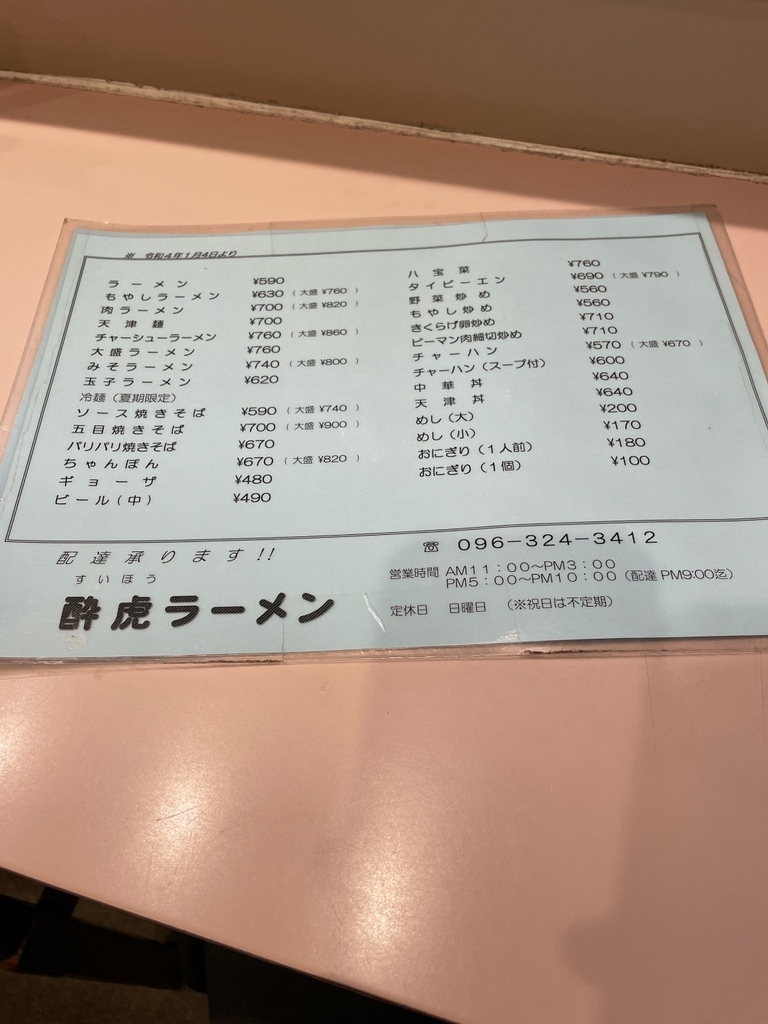 ※ 令和4年1月4日より
ラーメン ¥590
もやしラーメン ¥630 （大盛 ¥760）
肉ラーメン ¥700 （大盛 ¥820）
天津麺 ¥700
チャーシューラーメン ¥760 （大盛 ¥860）
大盛ラーメン ¥760
みそラーメン ¥740 （大盛 ¥800）
玉子ラーメン ¥620
冷麺（夏期限定）
ソース焼きそば ¥590 （大盛 ¥740）
五目焼きそば ¥700 （大盛 ¥900）
パリパリ焼きそば ¥670
ちゃんぽん ¥670 （大盛 ¥820）
ギョーザ ¥480
ビール（中） ¥490
八宝菜 ¥760
タイピーエン ¥690 （大盛 ¥790）
野菜炒め ¥560
もやし炒め ¥560
きくらげ卵炒め ¥710
ピーマン肉細切炒め ¥710
チャーハン ¥570 （大盛 ¥670）
チャーハン（スープ付） ¥600
中華丼 ¥640
天津丼 ¥640
めし（大） ¥200
めし（小） ¥170
おにぎり（１人前） ¥180
おにぎり（１個） ¥100
配達承ります!!
すいほう
酔虎ラーメン
☎ 096－324－3412
営業時間 AM11：00～PM3：00
PM5：00～PM10：00（配達 PM9:00迄）
定休日 日曜日 （※祝日は不定期）